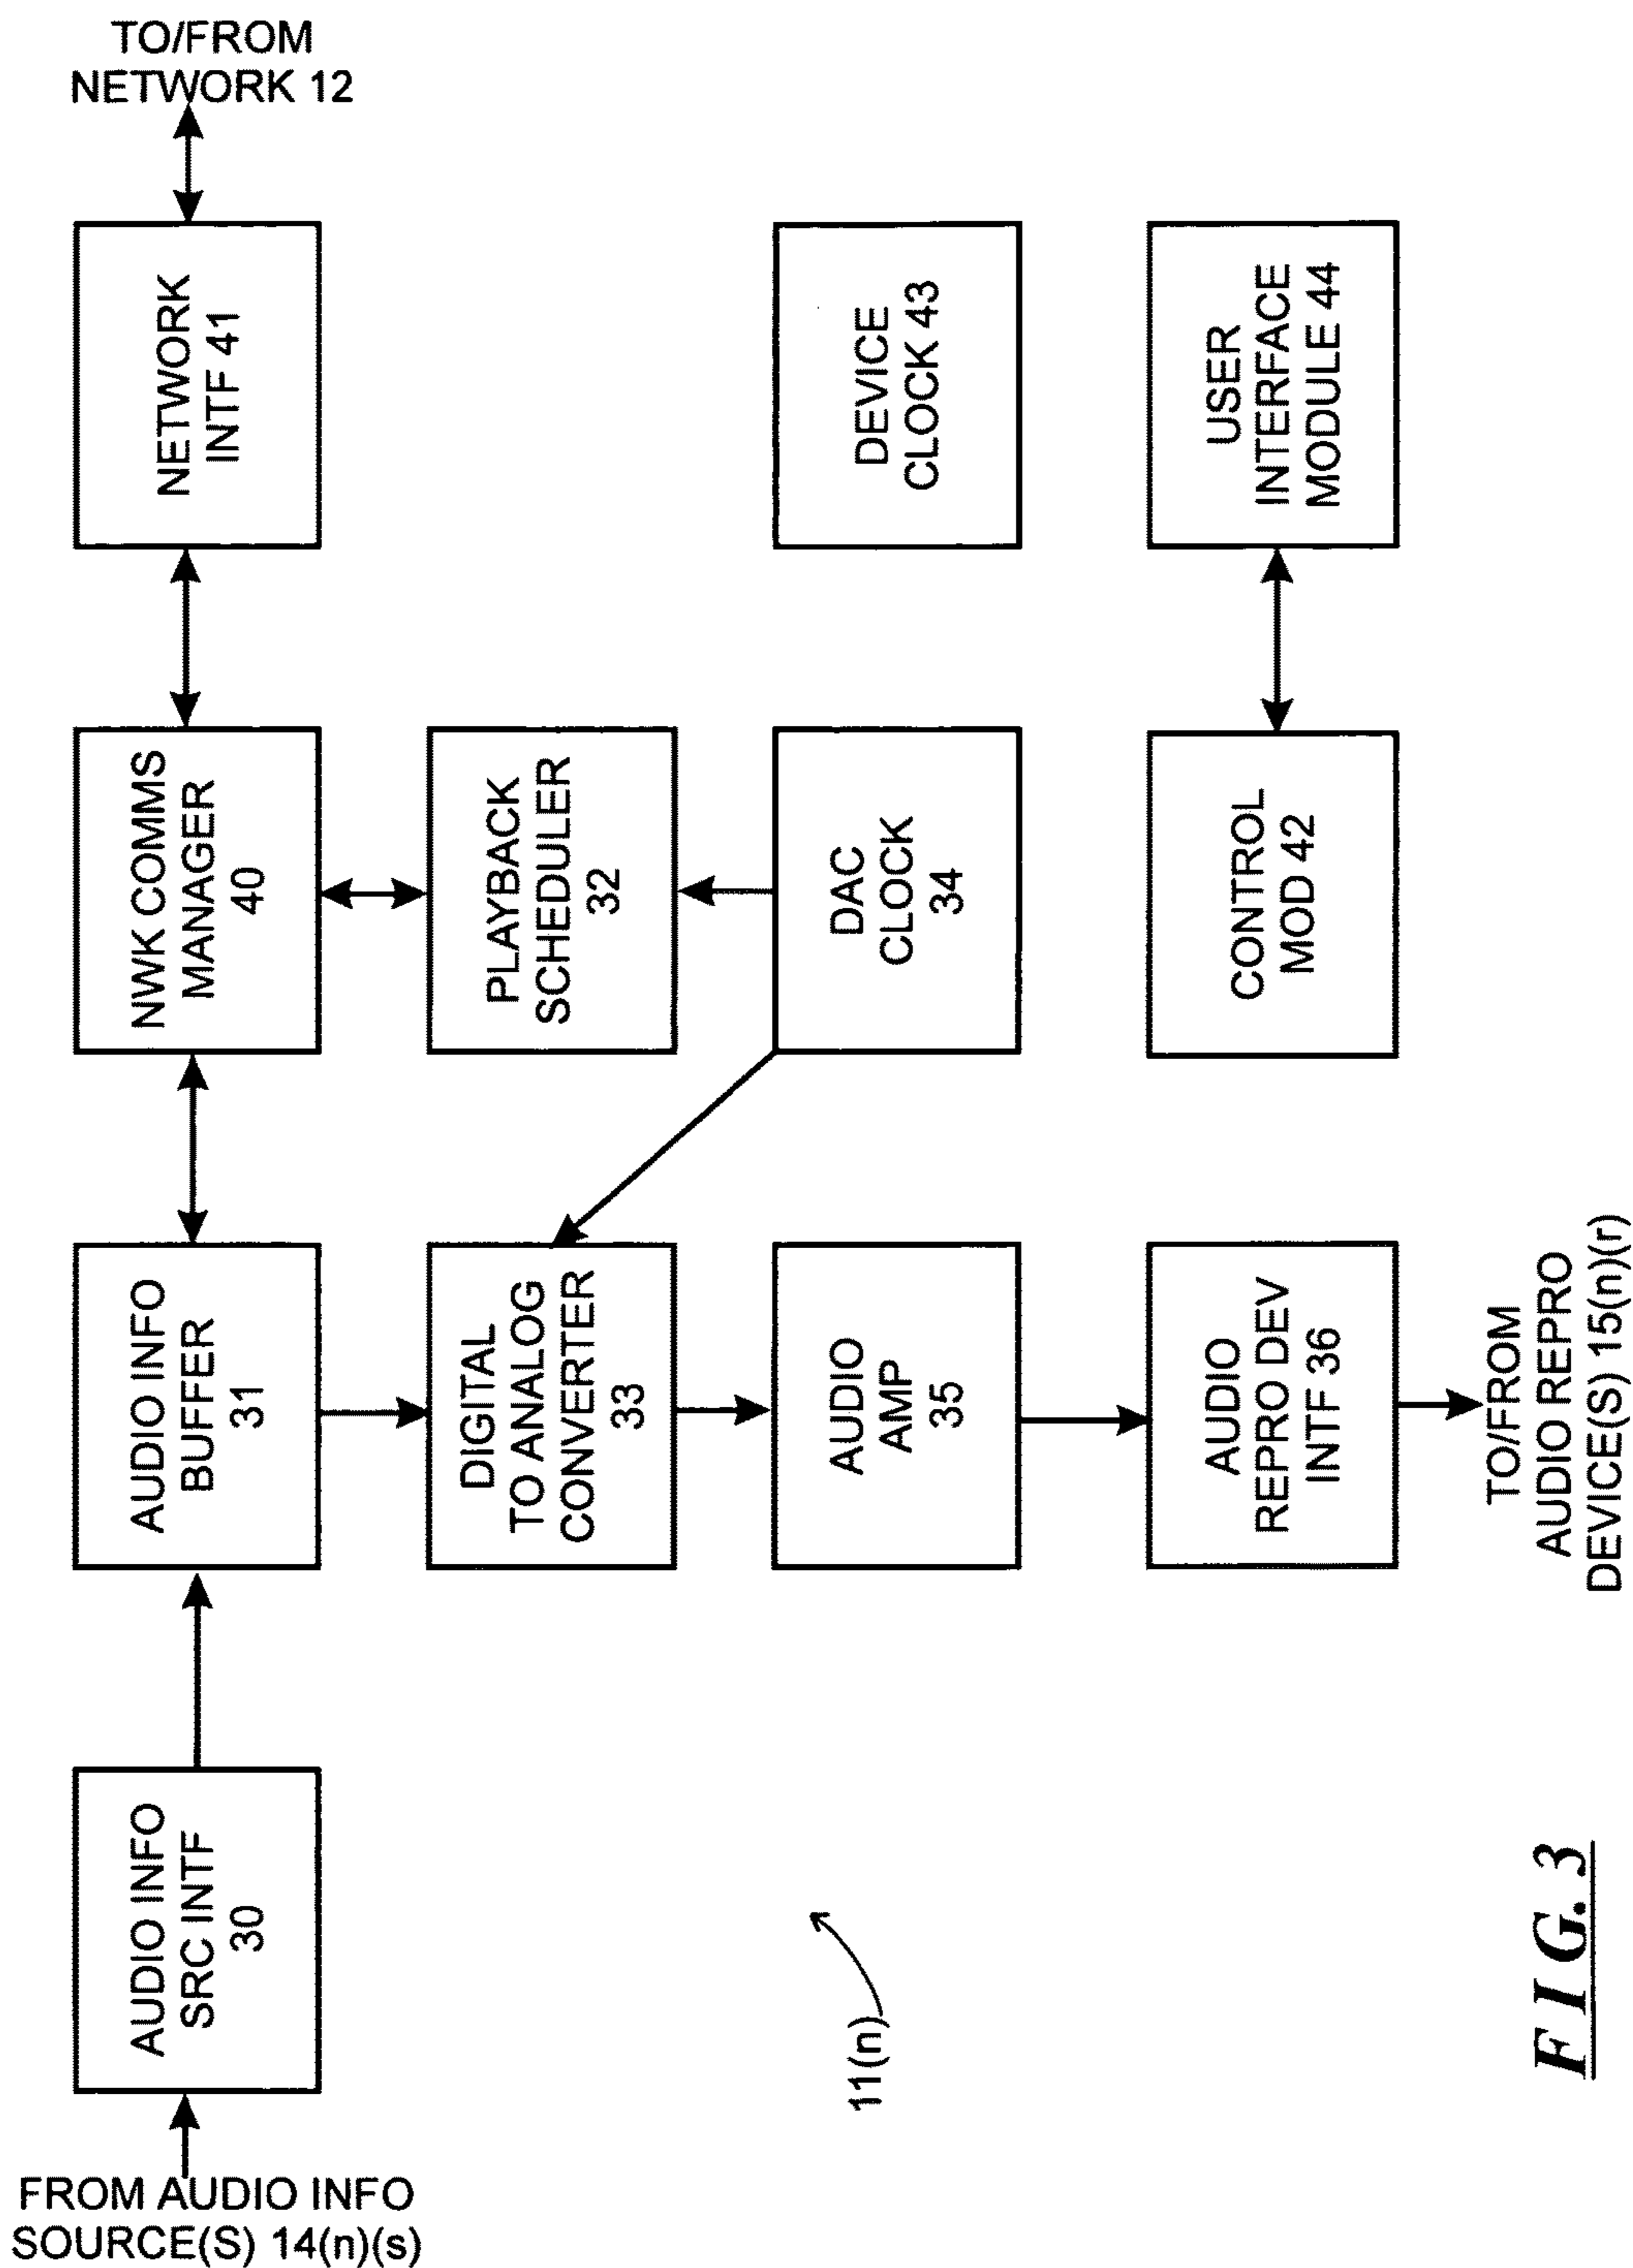 FROM AUDIO INFO
SOURCE(S) 14(n)(s)
AUDIO INFO
SRC INTF
30
AUDIO INFO
BUFFER
31
NWK COMMS
MANAGER
40
NETWORK
INTF 41
TO/FROM
NETWORK 12
DIGITAL
TO ANALOG
CONVERTER
33
PLAYBACK
SCHEDULER
32
AUDIO
AMP
35
DAC
CLOCK
34
DEVICE
CLOCK 43
11(n)
AUDIO
REPRO DEV
INTF 36
CONTROL
MOD 42
USER
INTERFACE
MODULE 44
TO/FROM
AUDIO REPRO
DEVICE(S) 15(n)(r)
FIG. 3